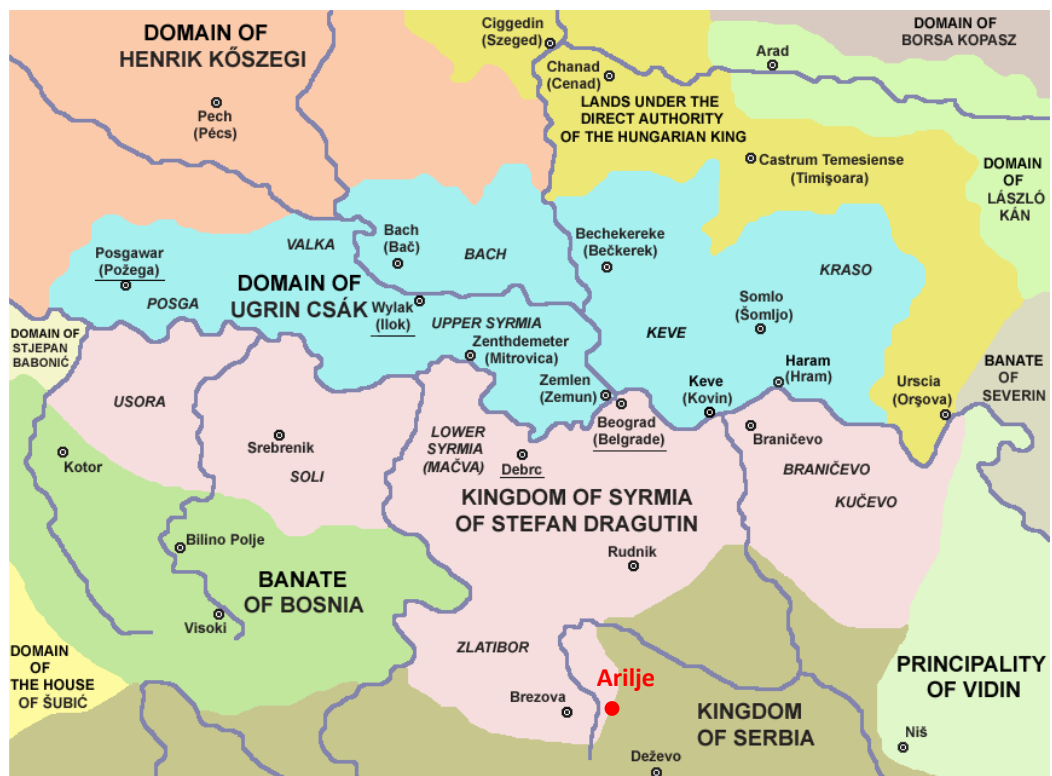 DOMAIN OF
HENRIK KŐSZEGI
Ciggedin
(Szeged)
DOMAIN OF
BORSA KOPASZ
Arad
Chanad
(Cenad)
Pech
(Pécs)
LANDS UNDER THE
DIRECT AUTHORITY
OF THE HUNGARIAN KING
Castrum Temesiense
(Timişoara)
DOMAIN
OF
LÁSZLÓ
KÁN
VALKA
Bach
(Bač)
BACH
Bechekereke
(Bečkerek)
Posgawar
(Požega)
KRASO
DOMAIN OF
UGRIN CSÁK
POSGA
Wylak
(Ilok)
UPPER SYRMIA
Somlo
(Šomljo)
DOMAIN OF
STJEPAN
BABONIĆ
Zenthdemeter
(Mitrovica)
KEVE
Haram
(Hram)
BANATE
OF
SEVERIN
Zemlen
(Zemun)
Keve
(Kovin)
Urscia
(Orşova)
USORA
Beograd
(Belgrade)
Srebrenik
LOWER
SYRMIA
(MAČVA)
Braničevo
Kotor
SOLI
Debrc
BRANIČEVO
KINGDOM OF SYRMIA
OF STEFAN DRAGUTIN
KUČEVO
Bilino Polje
Rudnik
BANATE
OF BOSNIA
Visoki
DOMAIN
OF
THE HOUSE
OF ŠUBIĆ
ZLATIBOR
Arilje
PRINCIPALITY
OF VIDIN
Brezova
KINGDOM
OF SERBIA
Niš
Deževo